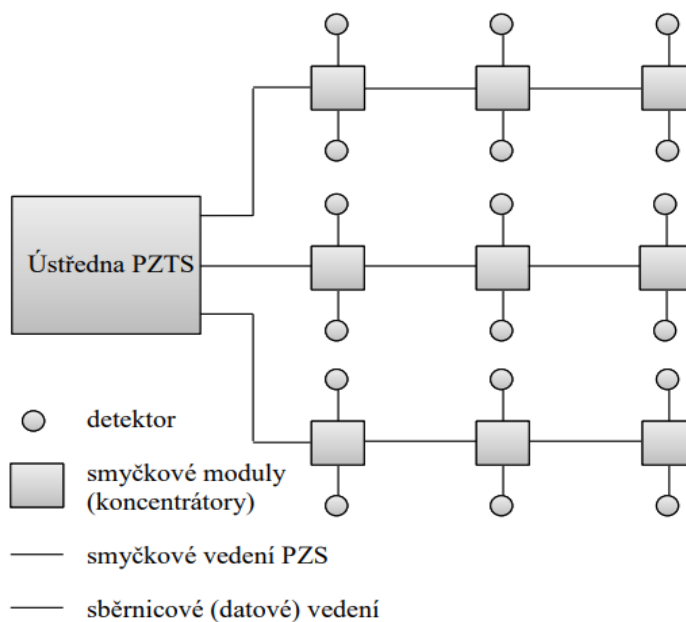 Ústředna PZTS
detektor
smyčkové moduly
(koncentrátory)
smyčkové vedení PZS
sběrnicové (datové) vedení